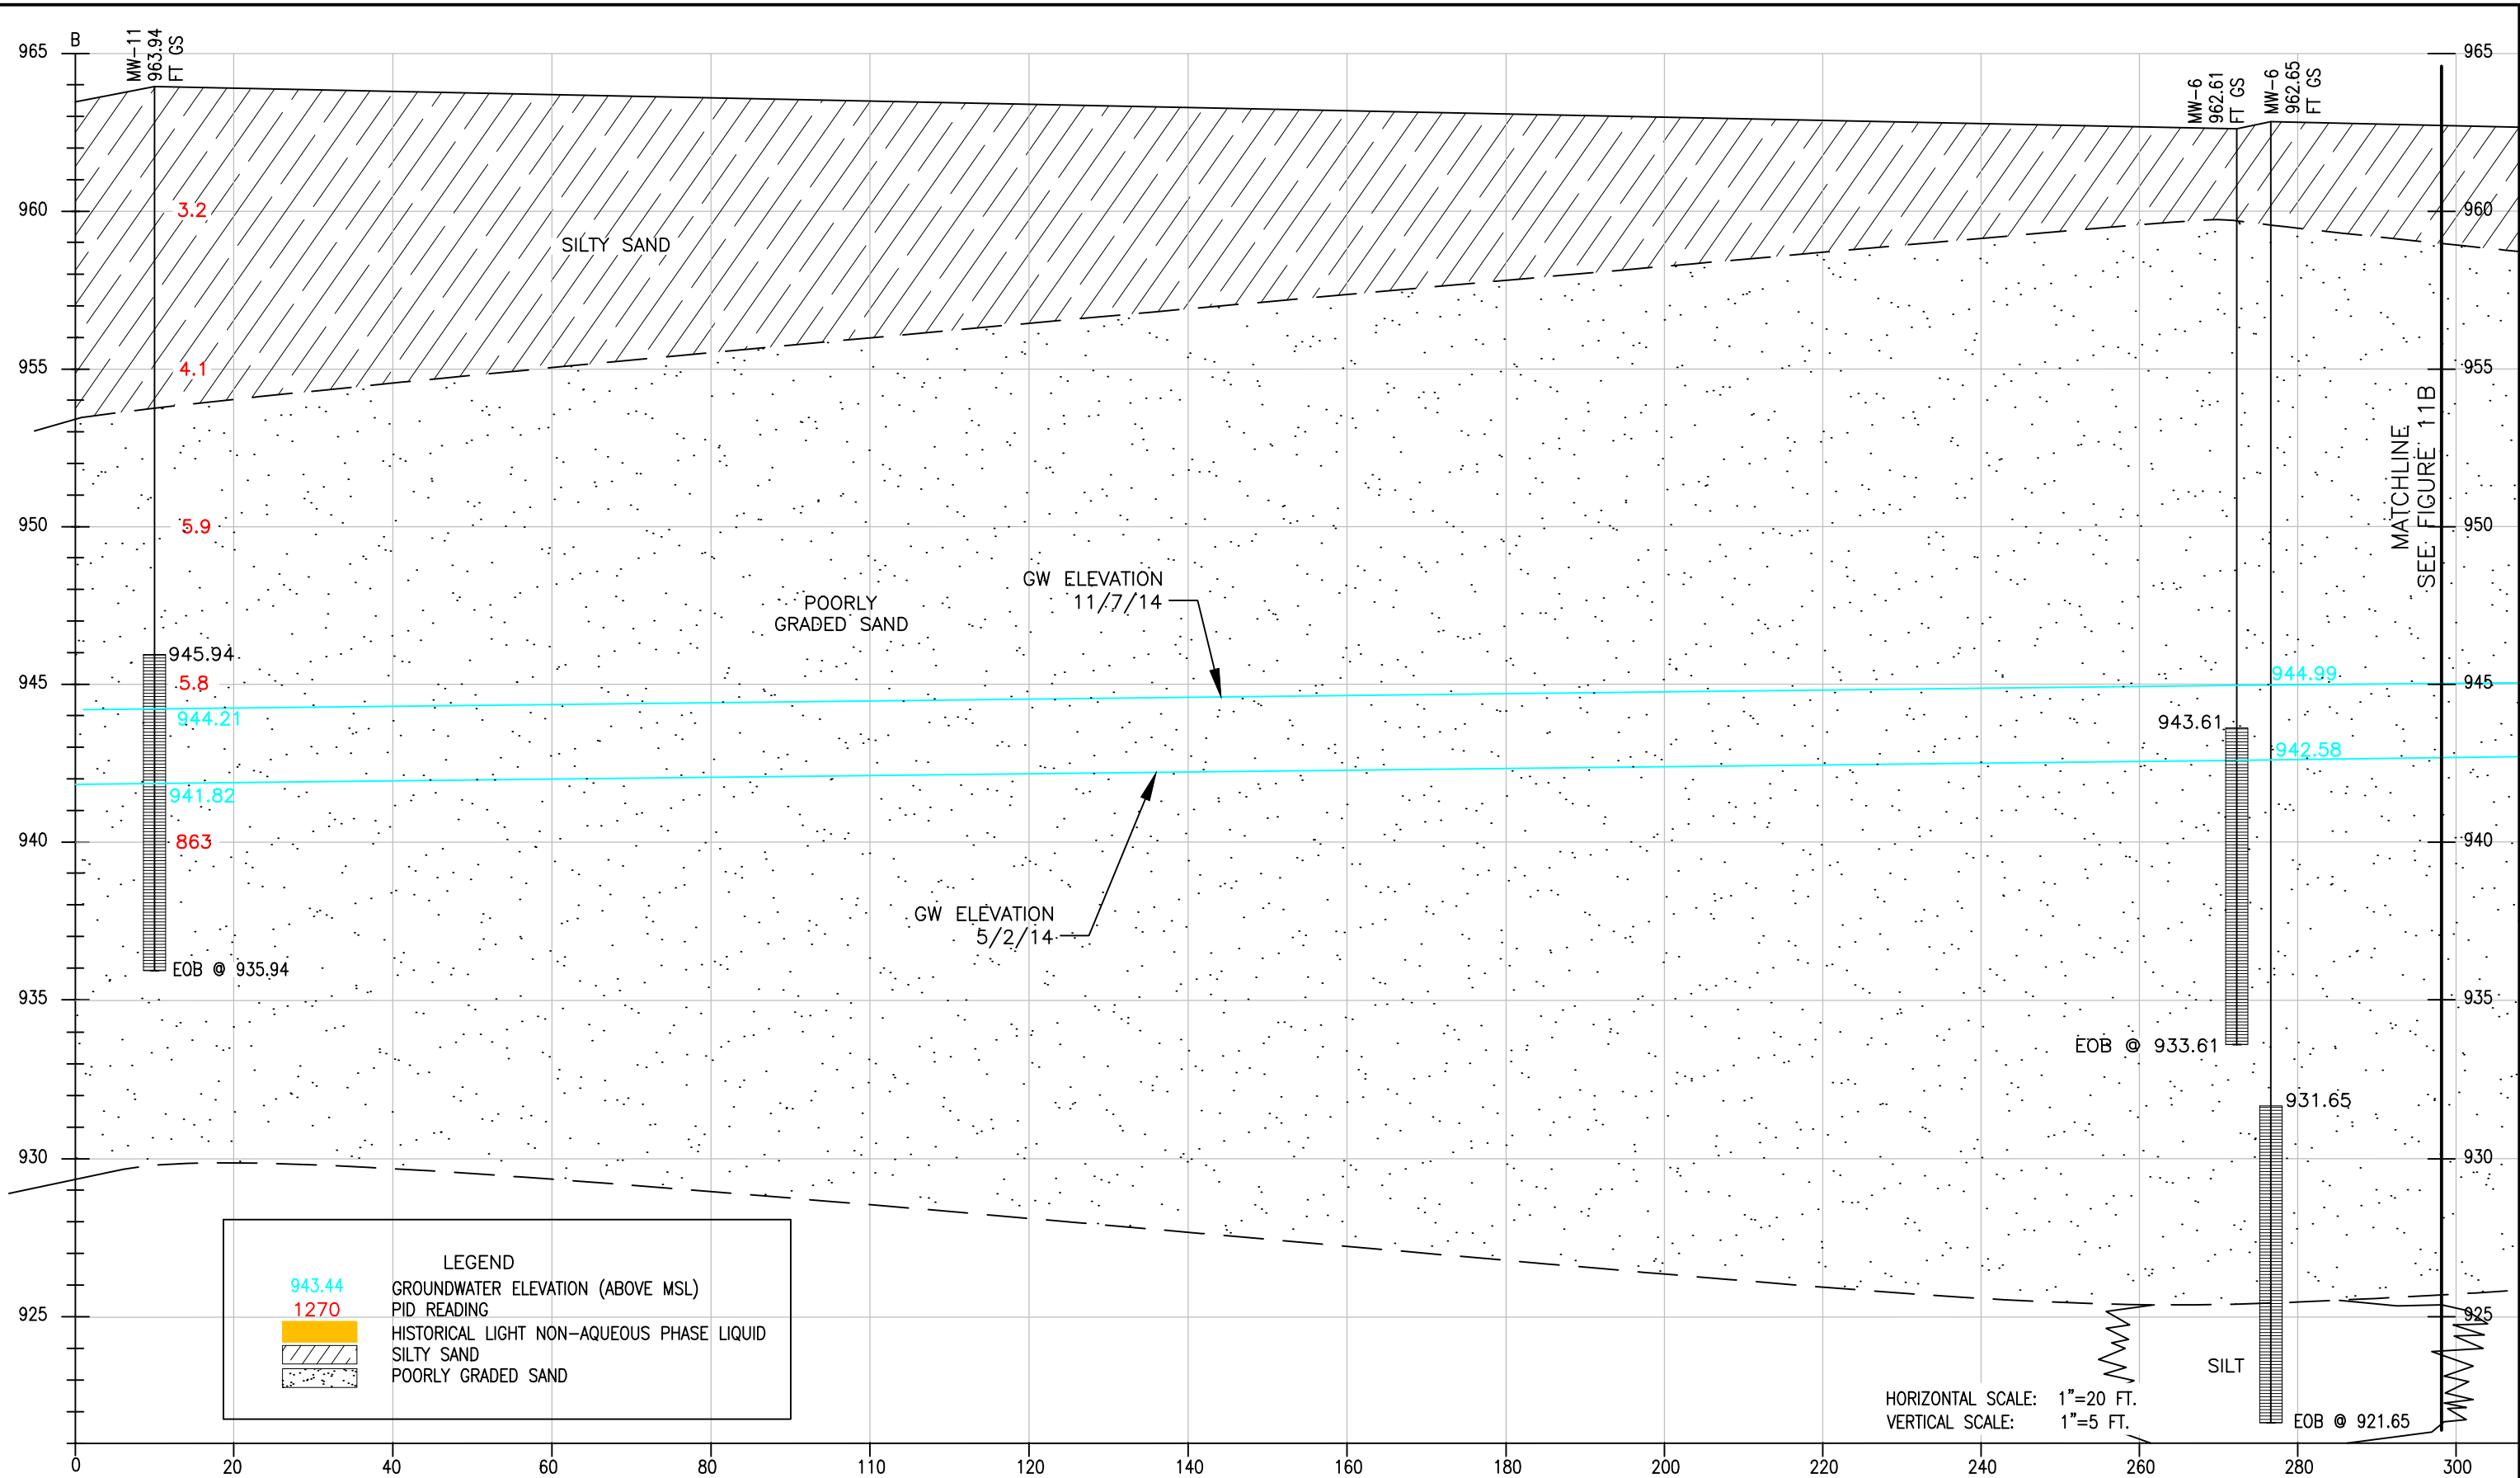 B
MW-11
963.94
FT GS
MW-6
962.61
FT GS
MW-6
962.65
FT GS
965
965
960
3.2
960
SILTY SAND
955
4.1
955
MATCHLINE
SEE FIGURE 11B
950
5.9
950
GW ELEVATION
11/7/14
POORLY
GRADED SAND
945.94
945
5.8
944.99
945
944.21
943.61
942.58
941.82
940
863
940
GW ELEVATION
5/2/14
EOB @ 935.94
935
935
EOB @ 933.61
931.65
930
930
LEGEND
943.44 GROUNDWATER ELEVATION (ABOVE MSL)
1270 PID READING
HISTORICAL LIGHT NON-AQUEOUS PHASE LIQUID
SILTY SAND
POORLY GRADED SAND
925
925
SILT
HORIZONTAL SCALE: 1"=20 FT.
VERTICAL SCALE: 1"=5 FT.
EOB @ 921.65
0 20 40 60 80 110 120 140 160 180 200 220 240 260 280 300